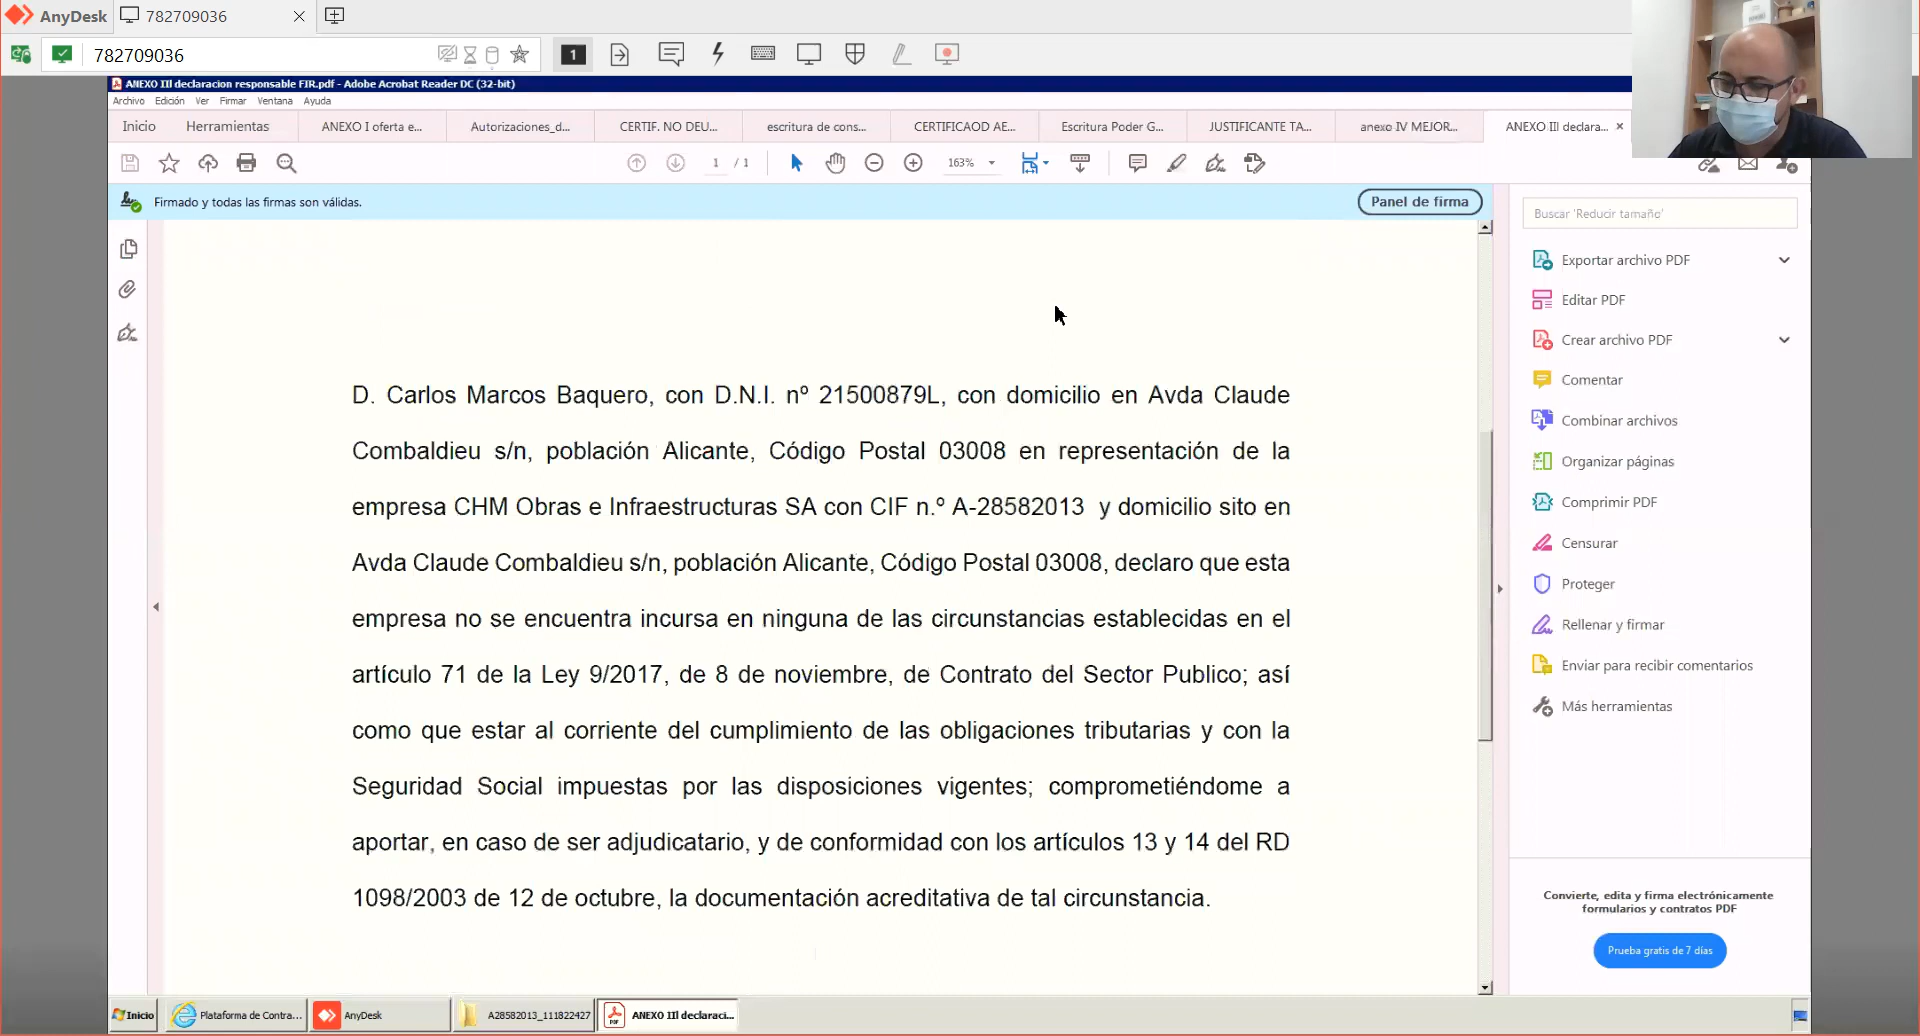 AnyDesk
782709036
782709036
1
ANEXO III declaracion responsable FIR.pdf - Adobe Acrobat Reader DC (32-bit)
Archivo Edición Ver Firmar Ventana Ayuda
Inicio Herramientas ANEXO I oferta e... Autorizaciones_d... CERTIF. NO DEU... escritura de cons... CERTIFICAOD AE... Escritura Poder G... JUSTIFICANTE TA... anexo IV MEJOR... ANEXO III declara...
1 / 1 163%
Firmado y todas las firmas son válidas.
Panel de firma
D. Carlos Marcos Baquero, con D.N.I. nº 21500879L, con domicilio en Avda Claude
Combaldieu s/n, población Alicante, Código Postal 03008 en representación de la
empresa CHM Obras e Infraestructuras SA con CIF n.º A-28582013 y domicilio sito en
Avda Claude Combaldieu s/n, población Alicante, Código Postal 03008, declaro que esta
empresa no se encuentra incursa en ninguna de las circunstancias establecidas en el
artículo 71 de la Ley 9/2017, de 8 de noviembre, de Contrato del Sector Publico; así
como que estar al corriente del cumplimiento de las obligaciones tributarias y con la
Seguridad Social impuestas por las disposiciones vigentes; comprometiéndome a
aportar, en caso de ser adjudicatario, y de conformidad con los artículos 13 y 14 del RD
1098/2003 de 12 de octubre, la documentación acreditativa de tal circunstancia.
Buscar 'Reducir tamaño'
Exportar archivo PDF
Editar PDF
Crear archivo PDF
Comentar
Combinar archivos
Organizar páginas
Comprimir PDF
Censurar
Proteger
Rellenar y firmar
Enviar para recibir comentarios
Más herramientas
Convierte, edita y firma electrónicamente
formularios y contratos PDF
Prueba gratis de 7 días
Inicio Plataforma de Contra... AnyDesk A28582013_111822427 ANEXO III declaraci...